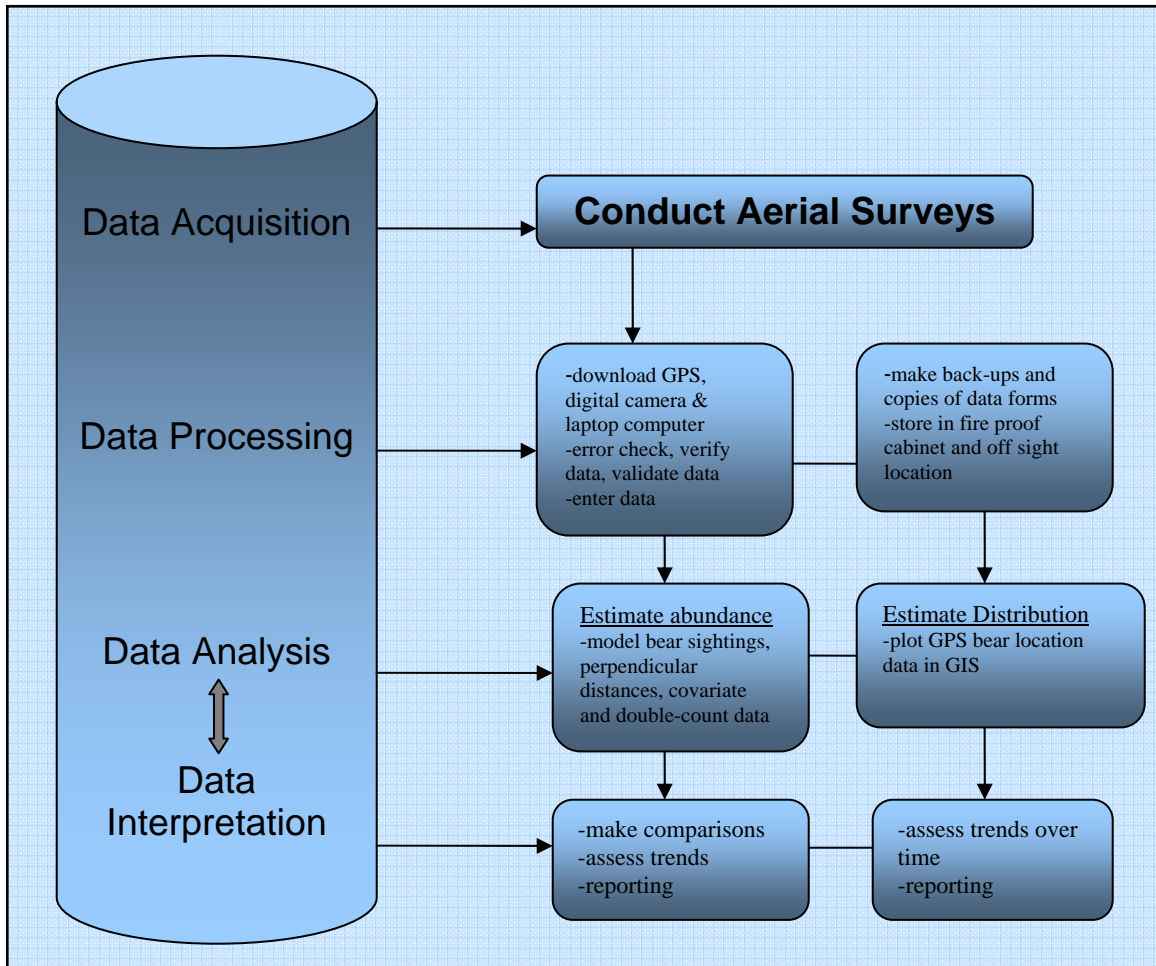 Data Acquisition
Conduct Aerial Surveys
Data Processing
-download GPS,
digital camera &
laptop computer
-error check, verify
data, validate data
-enter data
-make back-ups and
copies of data forms
-store in fire proof
cabinet and off sight
location
Data Analysis
Estimate abundance
-model bear sightings,
perpendicular
distances, covariate
and double-count data
Estimate Distribution
-plot GPS bear location
data in GIS
Data
Interpretation
-make comparisons
-assess trends
-reporting
-assess trends over
time
-reporting